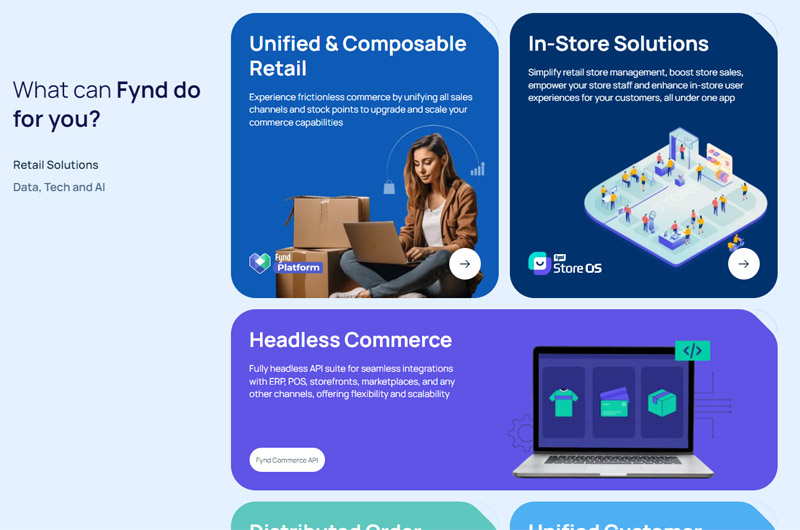 What can Fynd do
for you?
Retail Solutions
Data, Tech and AI
Unified & Composable
Retail
Experience frictionless commerce by unifying all sales
channels and stock points to upgrade and scale your
commerce capabilities
Fynd
Platform
In-Store Solutions
Simplify retail store management, boost store sales,
empower your store staff and enhance in-store user
experiences for your customers, all under one app
Fynd
Store OS
Headless Commerce
Fully headless API suite for seamless integrations
with ERP, POS, storefronts, marketplaces, and any
other channels, offering flexibility and scalability
</>
Fynd Commerce API
Distributed Order
Unified Customer